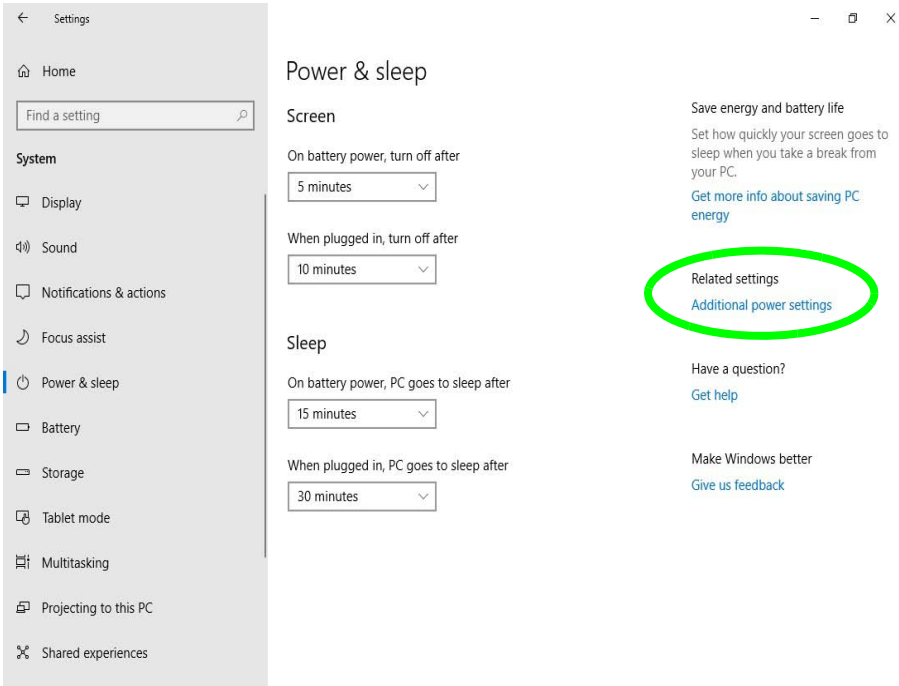 Settings
Home
Find a setting
System
Display
Sound
Notifications & actions
Focus assist
Power & sleep
Battery
Storage
Tablet mode
Multitasking
Projecting to this PC
Shared experiences
Power & sleep
Screen
On battery power, turn off after
5 minutes
When plugged in, turn off after
10 minutes
Sleep
On battery power, PC goes to sleep after
15 minutes
When plugged in, PC goes to sleep after
30 minutes
Save energy and battery life
Set how quickly your screen goes to
sleep when you take a break from
your PC.
Get more info about saving PC
energy
Related settings
Additional power settings
Have a question?
Get help
Make Windows better
Give us feedback